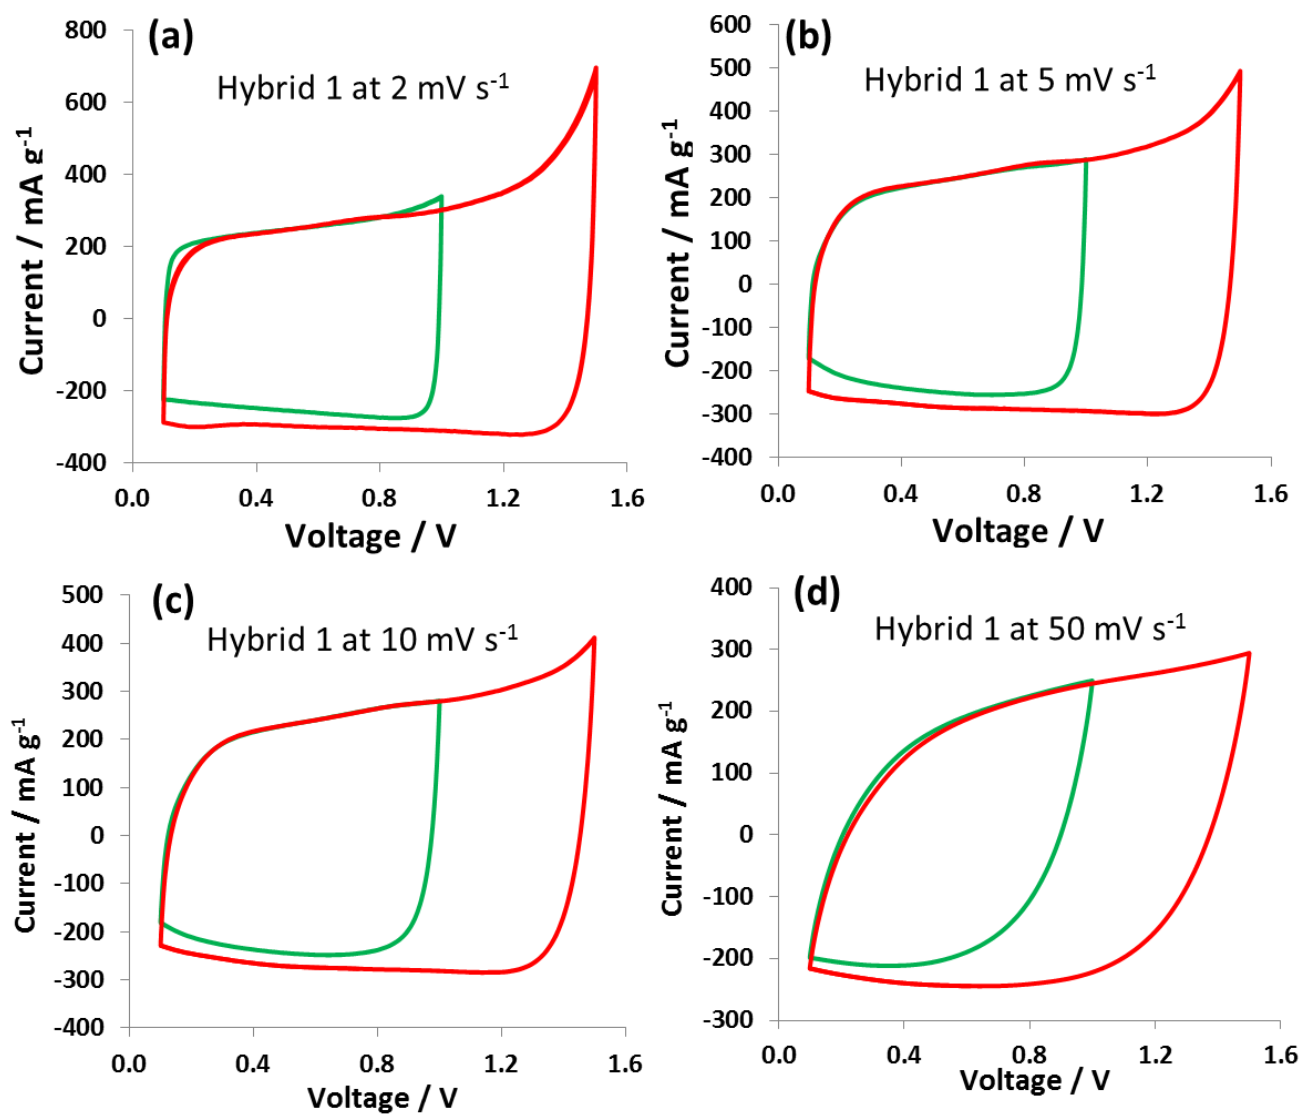 (a)
Hybrid 1 at 2 mV s-1
Current / mA g-1
800
600
400
200
0
-200
-400
0.0 0.4 0.8 1.2 1.6
Voltage / V
(b)
Hybrid 1 at 5 mV s-1
Current / mA g-1
600
500
400
300
200
100
0
-100
-200
-300
-400
0.0 0.4 0.8 1.2 1.6
Voltage / V
(c)
Hybrid 1 at 10 mV s-1
Current / mA g-1
500
400
300
200
100
0
-100
-200
-300
-400
0.0 0.4 0.8 1.2 1.6
Voltage / V
(d)
Hybrid 1 at 50 mV s-1
Current / mA g-1
400
300
200
100
0
-100
-200
-300
0.0 0.4 0.8 1.2 1.6
Voltage / V